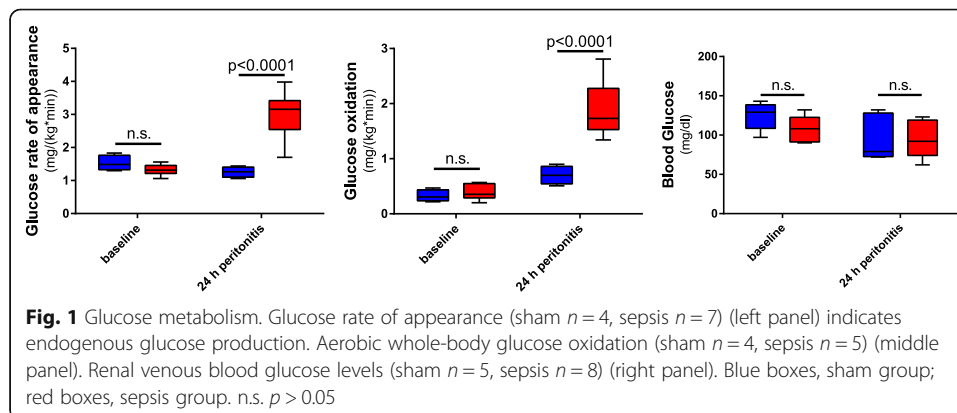 Glucose rate of appearance
(mg/(kg*min))
5
4
3
2
1
0
p<0.0001
n.s.
baseline
24 h peritonitis
Glucose oxidation
(mg/(kg*min))
3
2
1
0
p<0.0001
n.s.
baseline
24 h peritonitis
Blood Glucose
(mg/dl)
200
150
100
50
0
n.s.
n.s.
baseline
24 h peritonitis
Fig. 1 Glucose metabolism. Glucose rate of appearance (sham n = 4, sepsis n = 7) (left panel) indicates
endogenous glucose production. Aerobic whole-body glucose oxidation (sham n = 4, sepsis n = 5) (middle
panel). Renal venous blood glucose levels (sham n = 5, sepsis n = 8) (right panel). Blue boxes, sham group;
red boxes, sepsis group. n.s. p > 0.05